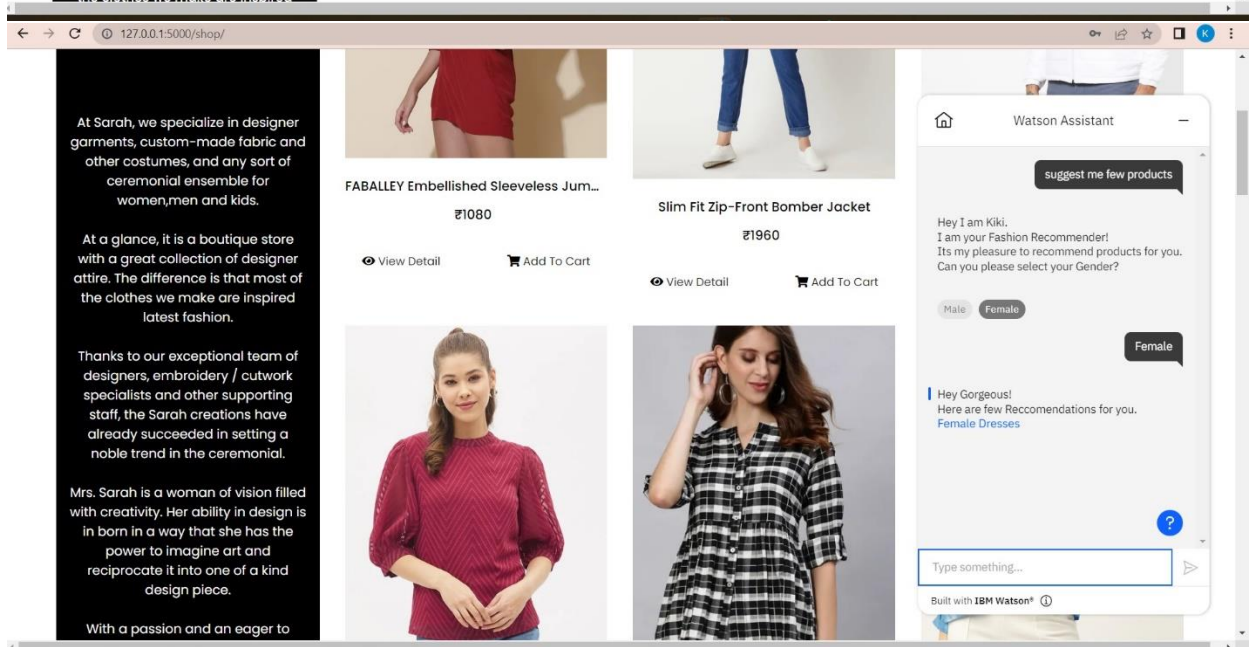 127.0.0.1:5000/shop/
K
At Sarah, we specialize in designer
garments, custom-made fabric and
other costumes, and any sort of
ceremonial ensemble for
women,men and kids.
At a glance, it is a boutique store
with a great collection of designer
attire. The difference is that most of
the clothes we make are inspired
latest fashion.
Thanks to our exceptional team of
designers, embroidery / cutwork
specialists and other supporting
staff, the Sarah creations have
already succeeded in setting a
noble trend in the ceremonial.
Mrs. Sarah is a woman of vision filled
with creativity. Her ability in design is
in born in a way that she has the
power to imagine art and
reciprocate it into one of a kind
design piece.
With a passion and an eager to
FABALLEY Embellished Sleeveless Jum...
₹1080
View Detail Add To Cart
Slim Fit Zip-Front Bomber Jacket
₹1960
View Detail Add To Cart
Watson Assistant
suggest me few products
Hey I am Kiki.
I am your Fashion Recommender!
Its my pleasure to recommend products for you.
Can you please select your Gender?
Male Female
Female
Hey Gorgeous!
Here are few Reccomendations for you.
Female Dresses
?
Type something...
Built with IBM Watson®